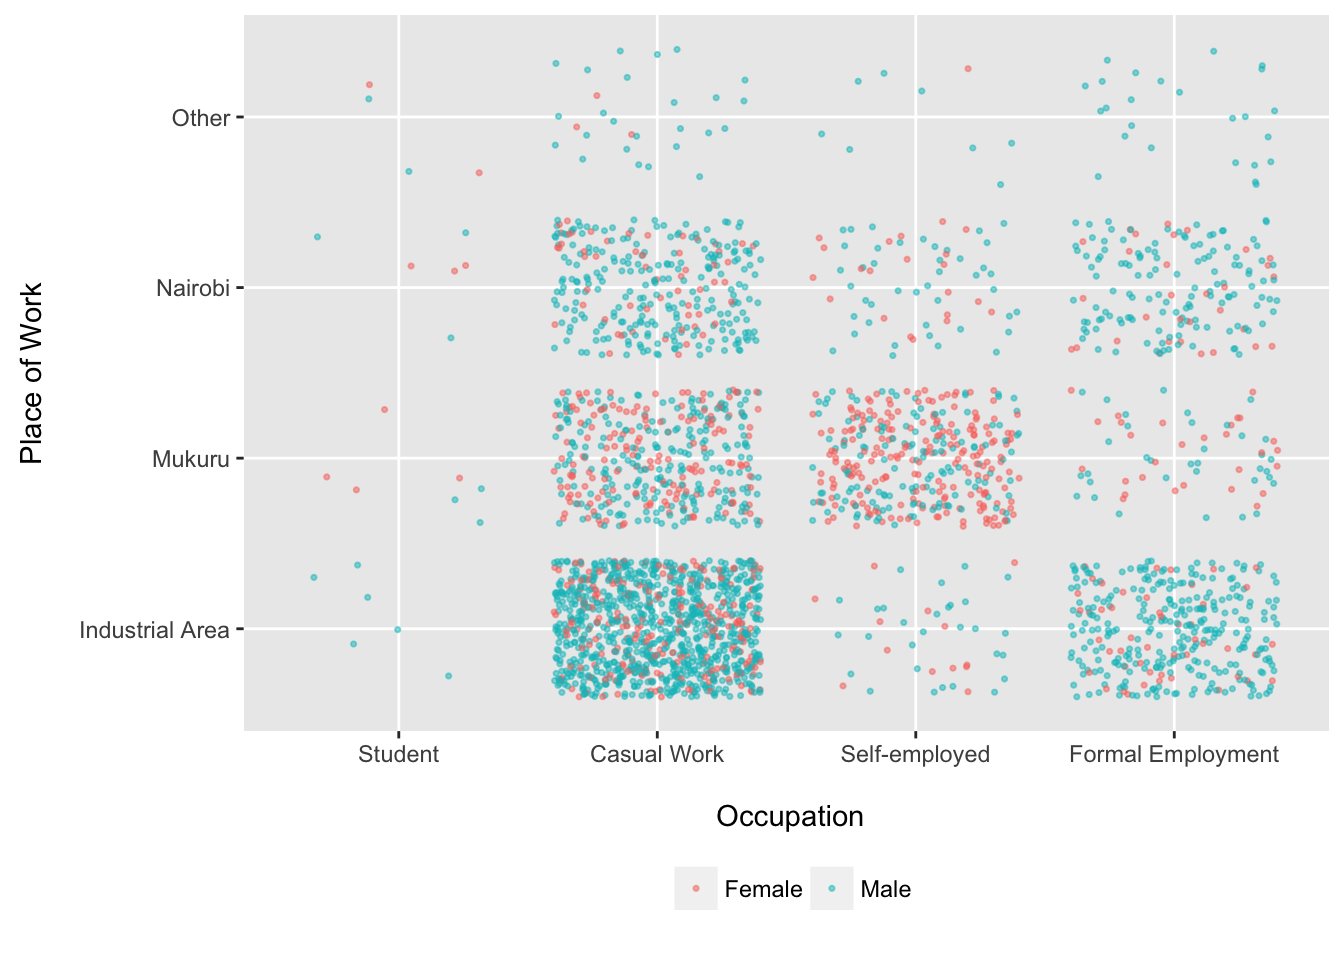 Place of Work
Other
Nairobi
Mukuru
Industrial Area
Student Casual Work Self-employed Formal Employment
Occupation
Female Male